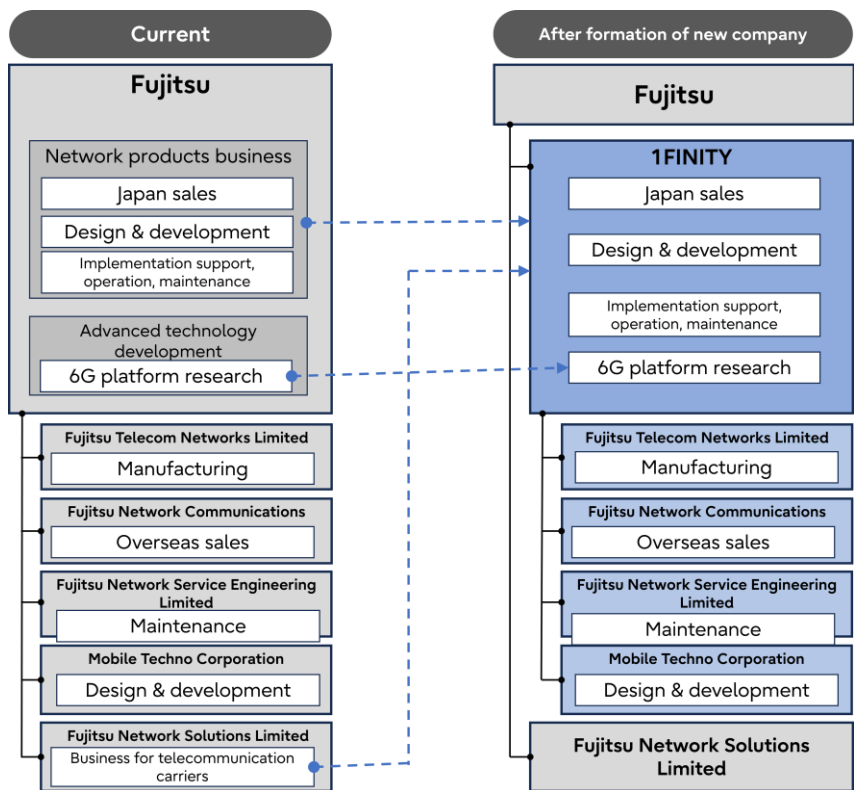 Current
Fujitsu
Network products business
Japan sales
Design & development
Implementation support,
operation, maintenance
Advanced technology
development
6G platform research
Fujitsu Telecom Networks Limited
Manufacturing
Fujitsu Network Communications
Overseas sales
Fujitsu Network Service Engineering
Limited
Maintenance
Mobile Techno Corporation
Design & development
Fujitsu Network Solutions Limited
Business for telecommunication
carriers
After formation of new company
Fujitsu
1FINITY
Japan sales
Design & development
Implementation support,
operation, maintenance
6G platform research
Fujitsu Telecom Networks Limited
Manufacturing
Fujitsu Network Communications
Overseas sales
Fujitsu Network Service Engineering
Limited
Maintenance
Mobile Techno Corporation
Design & development
Fujitsu Network Solutions
Limited